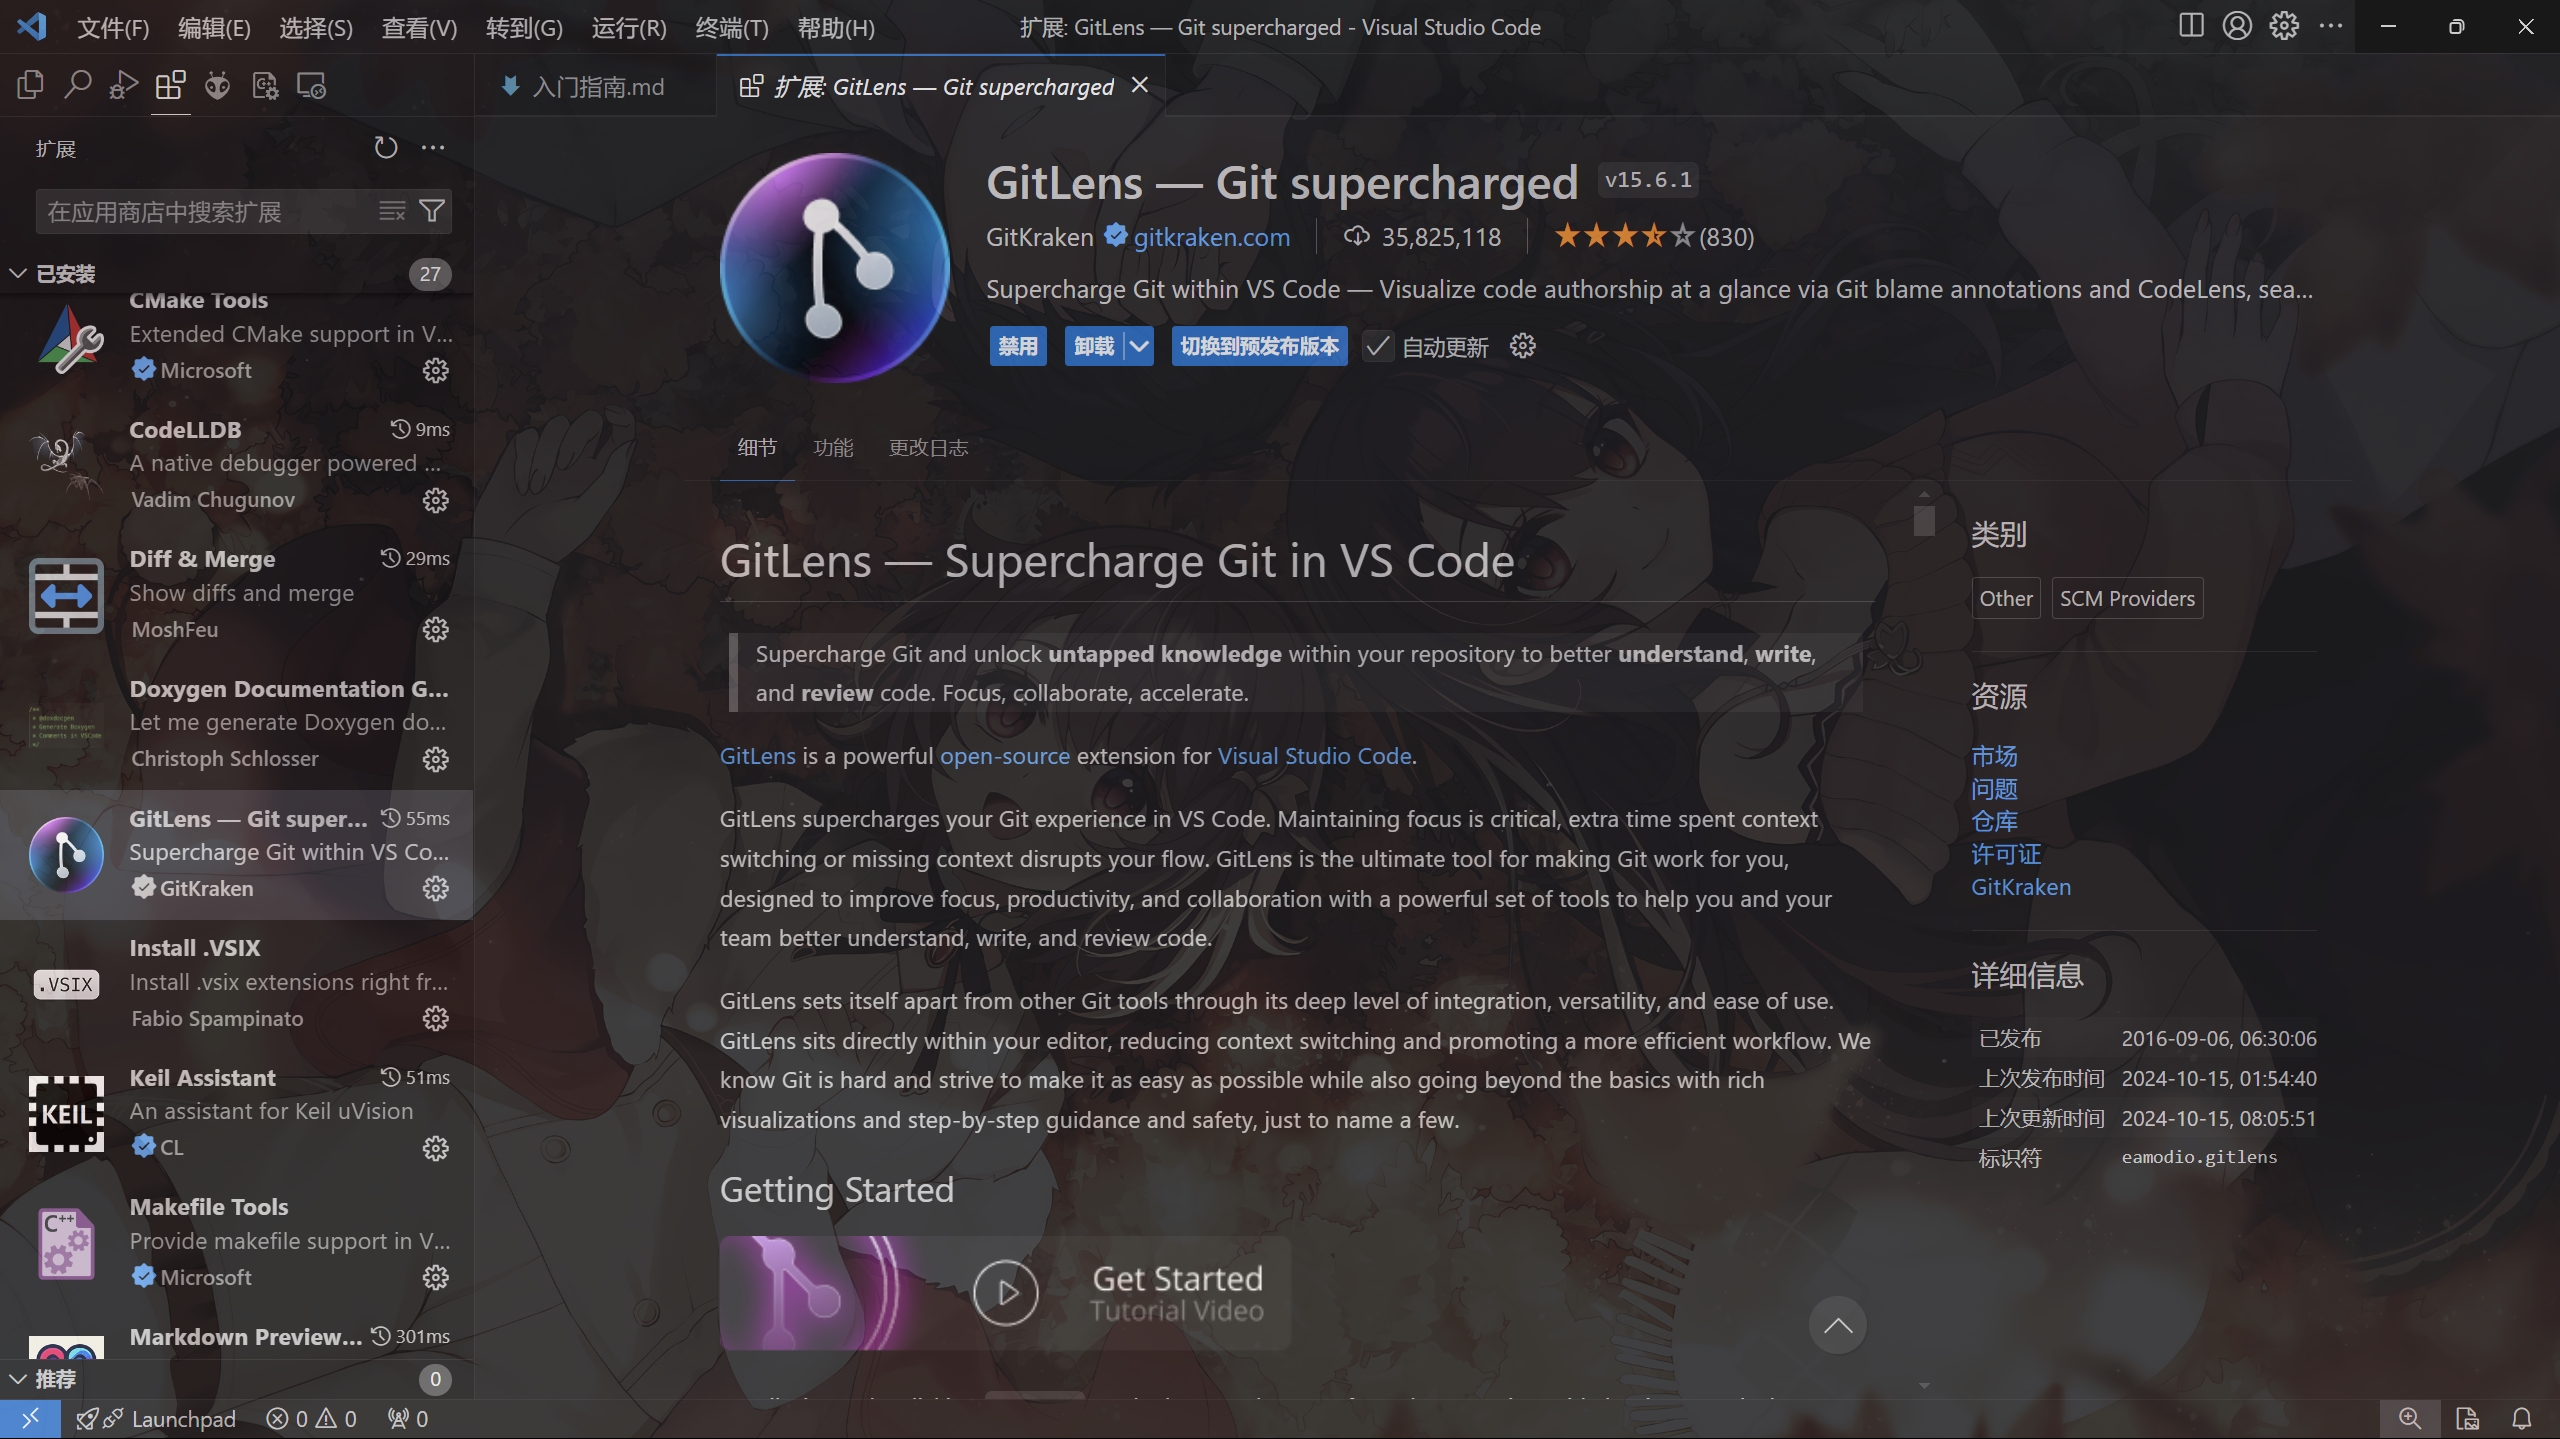 文件(F) 编辑(E) 选择(S) 查看(V) 转到(G) 运行(R) 终端(T) 帮助(H)
扩展: GitLens — Git supercharged - Visual Studio Code
入门指南.md
扩展: GitLens — Git supercharged
扩展
在应用商店中搜索扩展
已安装
27
CMake Tools
Extended CMake support in V...
Microsoft
CodeLLDB
9ms
A native debugger powered ...
Vadim Chugunov
Diff & Merge
29ms
Show diffs and merge
MoshFeu
Doxygen Documentation G...
Let me generate Doxygen do...
Christoph Schlosser
GitLens — Git super...
55ms
Supercharge Git within VS Co...
GitKraken
.VSIX
Install .VSIX
Install .vsix extensions right fr...
Fabio Spampinato
KEIL
Keil Assistant
51ms
An assistant for Keil uVision
CL
C++
Makefile Tools
Provide makefile support in V...
Microsoft
Markdown Preview...
301ms
推荐
0
GitLens — Git supercharged
v15.6.1
GitKraken
gitkraken.com
35,825,118
(830)
Supercharge Git within VS Code — Visualize code authorship at a glance via Git blame annotations and CodeLens, sea...
禁用
卸载
切换到预发布版本
自动更新
细节
功能
更改日志
GitLens — Supercharge Git in VS Code
Supercharge Git and unlock untapped knowledge within your repository to better understand, write,
and review code. Focus, collaborate, accelerate.
GitLens is a powerful open-source extension for Visual Studio Code.
GitLens supercharges your Git experience in VS Code. Maintaining focus is critical, extra time spent context
switching or missing context disrupts your flow. GitLens is the ultimate tool for making Git work for you,
designed to improve focus, productivity, and collaboration with a powerful set of tools to help you and your
team better understand, write, and review code.
GitLens sets itself apart from other Git tools through its deep level of integration, versatility, and ease of use.
GitLens sits directly within your editor, reducing context switching and promoting a more efficient workflow. We
know Git is hard and strive to make it as easy as possible while also going beyond the basics with rich
visualizations and step-by-step guidance and safety, just to name a few.
Getting Started
Get Started
Tutorial Video
类别
Other
SCM Providers
资源
市场
问题
仓库
许可证
GitKraken
详细信息
已发布 2016-09-06, 06:30:06
上次发布时间 2024-10-15, 01:54:40
上次更新时间 2024-10-15, 08:05:51
标识符 eamodio.gitlens
Launchpad
0
0
0